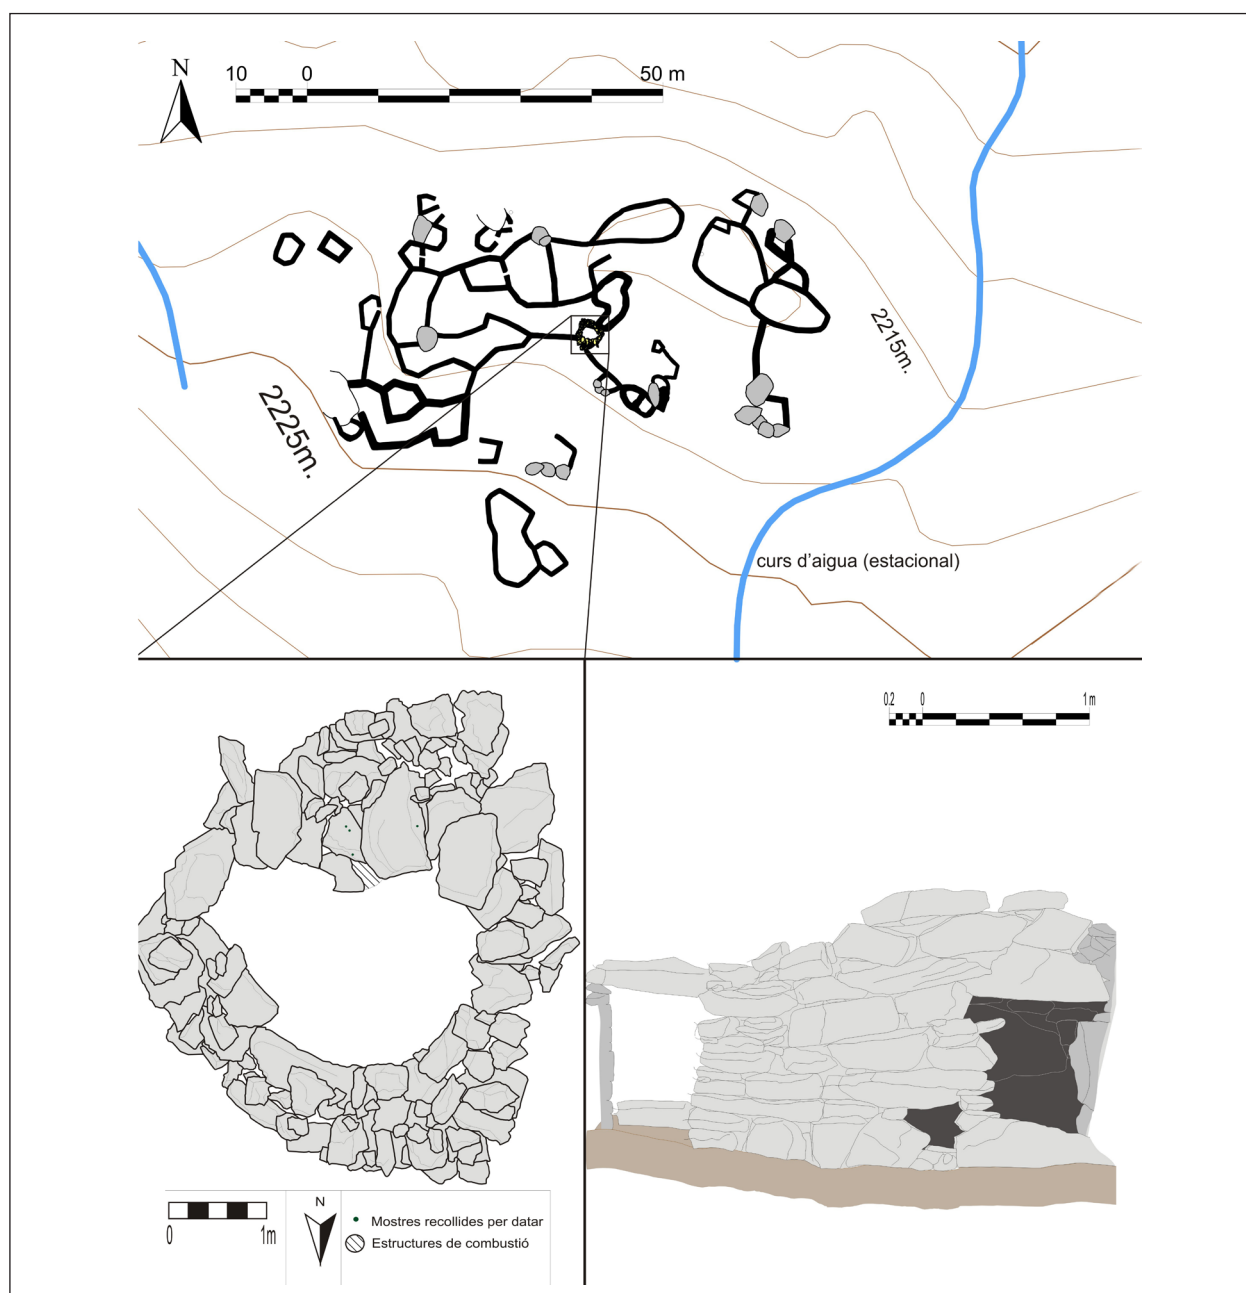 N
10 0 50 m
2215m.
2225m.
curs d'aigua (estacional)
0.2 0 1 m
0 1m
N
Mostres recollides per datar
Estructures de combustió